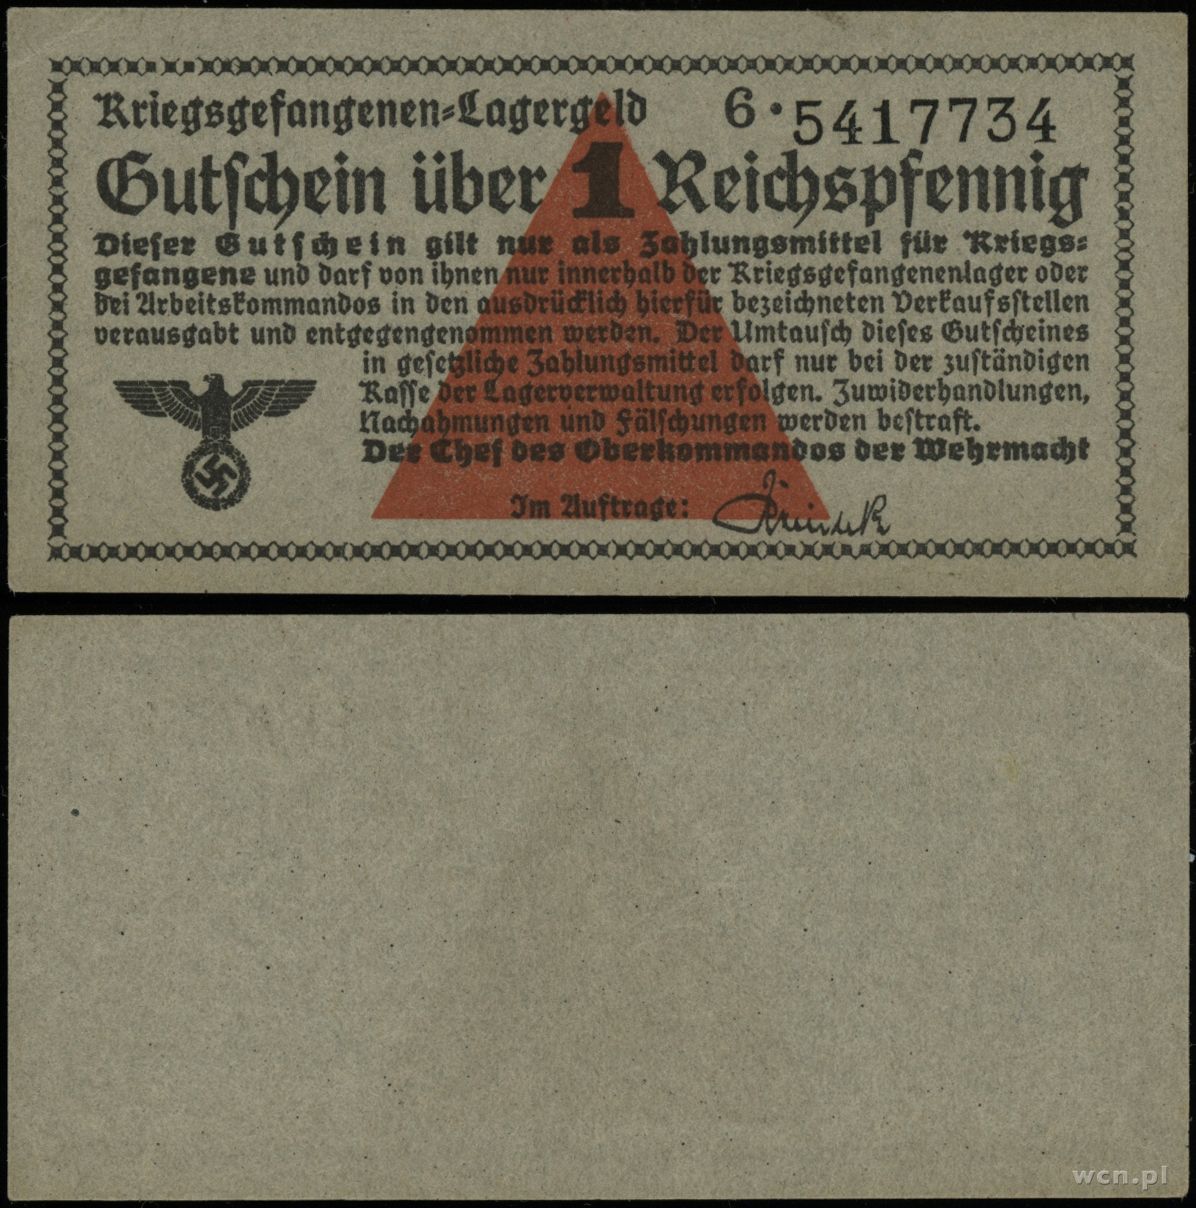 Kriegsgefangenen-Lagergeld 6 • 5417734
Gutschein über 1 Reichspfennig
Dieser Gutschein gilt nur als Zahlungsmittel für Kriegs-
gefangene und darf von ihnen nur innerhalb der Kriegsgefangenenlager oder
bei Arbeitskommandos in den ausdrücklich hierfür bezeichneten Verkaufsstellen
verausgabt und entgegengenommen werden. Der Umtausch dieses Gutscheines
in gesetzliche Zahlungsmittel darf nur bei der zuständigen
Kasse der Lagerverwaltung erfolgen. Zuwiderhandlungen,
Nachahmungen und Fälschungen werden bestraft.
Der Chef des Oberkommandos der Wehrmacht
Im Auftrage:
wcn.pl